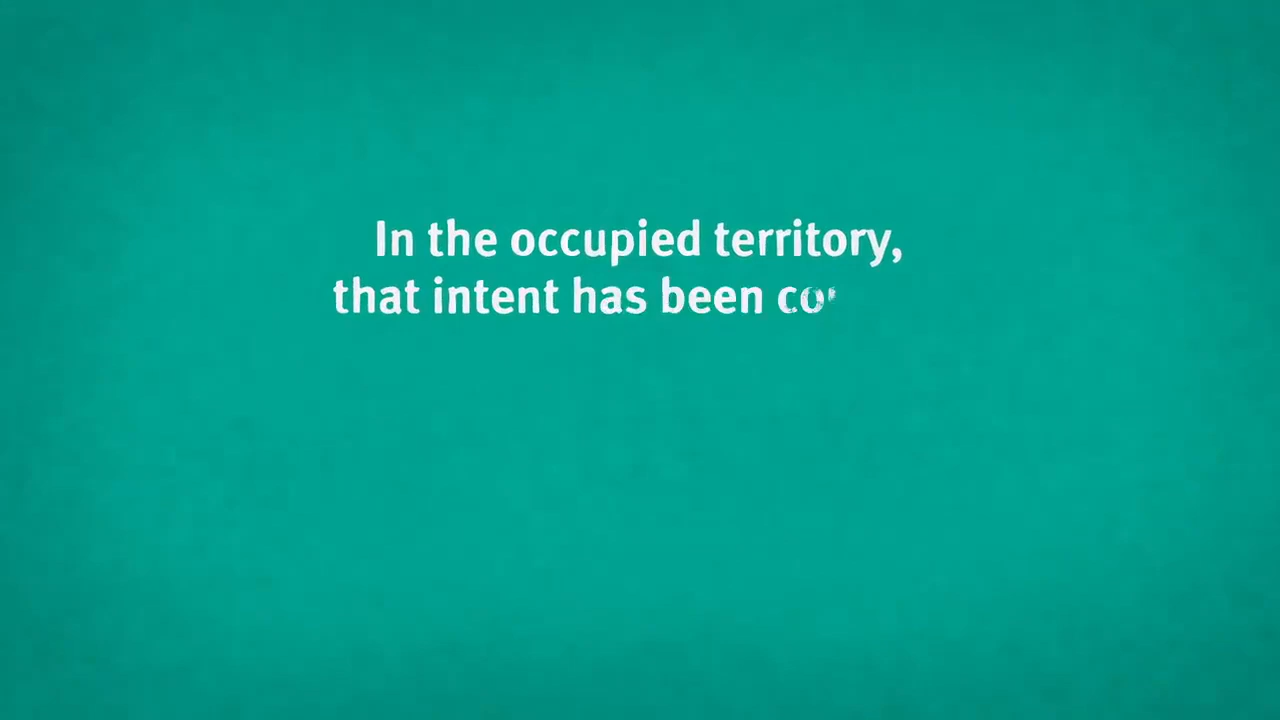 In the occupied territory,
that intent has been